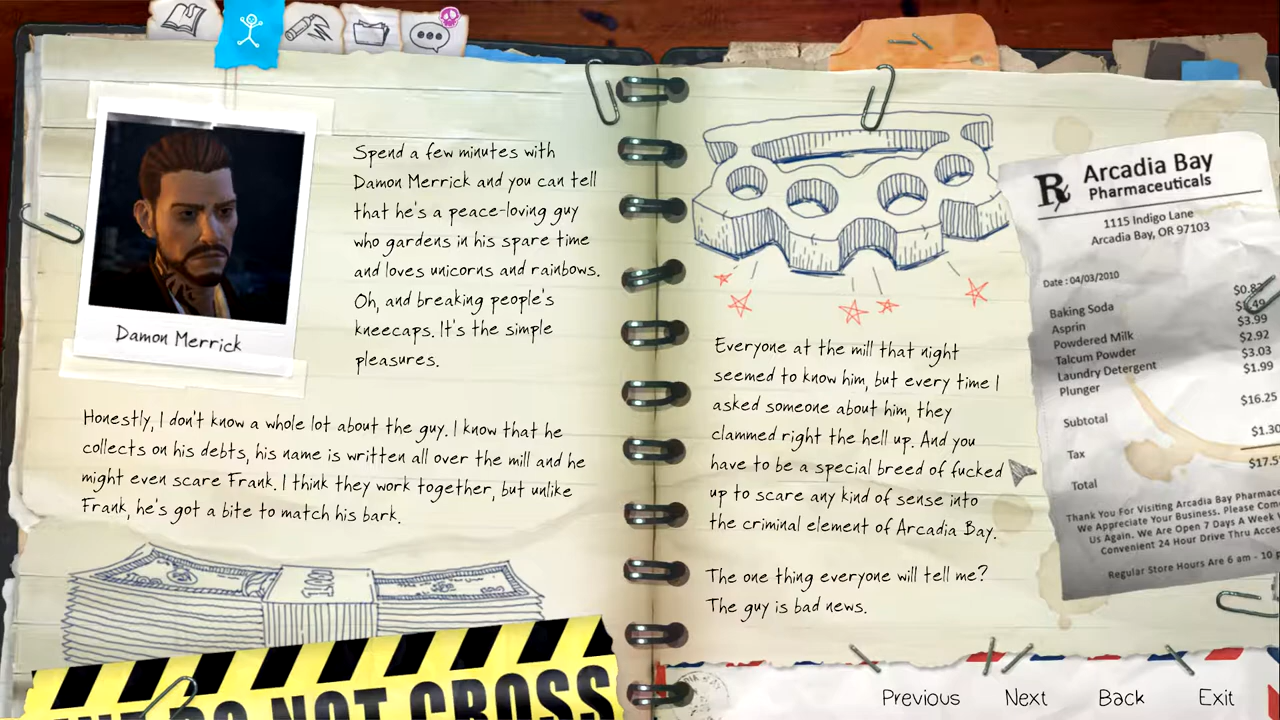 Spend a few minutes with
Damon Merrick and you can tell
that he's a peace-loving guy
who gardens in his spare time
and loves unicorns and rainbows.
Oh, and breaking people's
kneecaps. It's the simple
pleasures.
Damon Merrick
Honestly, I don't know a whole lot about the guy. I know that he
collects on his debts, his name is written all over the mill and he
might even scare Frank. I think they work together, but unlike
Frank, he's got a bite to match his bark.
100
DO NOT CROSS
Everyone at the mill that night
seemed to know him, but every time I
asked someone about him, they
clammed right the hell up. And you
have to be a special breed of fucked
up to scare any kind of sense into
the criminal element of Arcadia Bay.
The one thing everyone will tell me?
The guy is bad news.
Rx Arcadia Bay
Pharmaceuticals
1115 Indigo Lane
Arcadia Bay, OR 97103
Date : 04/03/2010
Baking Soda
Asprin
Powdered Milk $3.99
Talcum Powder $2.92
Laundry Detergent $3.03
Plunger $1.99
Subtotal $16.25
Tax $1.30
Total $17.5
Thank You For Visiting Arcadia Bay
We Appreciate Your Business. Please
Us Again. We Are Open 7 Days A Week
Convenient 24 Hour Drive Thru
Regular Store Hours Are 6 am - 10
Previous Next Back Exit